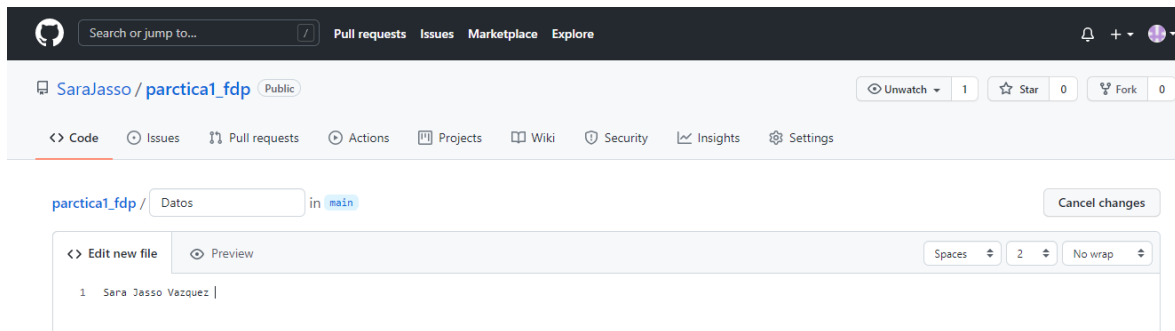 Search or jump to... / Pull requests Issues Marketplace Explore
SaraJasso / parctica1_fdp Public Unwatch 1 Star 0 Fork 0
Code Issues Pull requests Actions Projects Wiki Security Insights Settings
parctica1_fdp / Datos in main Cancel changes
<> Edit new file Preview Spaces 2 No wrap
1 Sara Jasso Vazquez